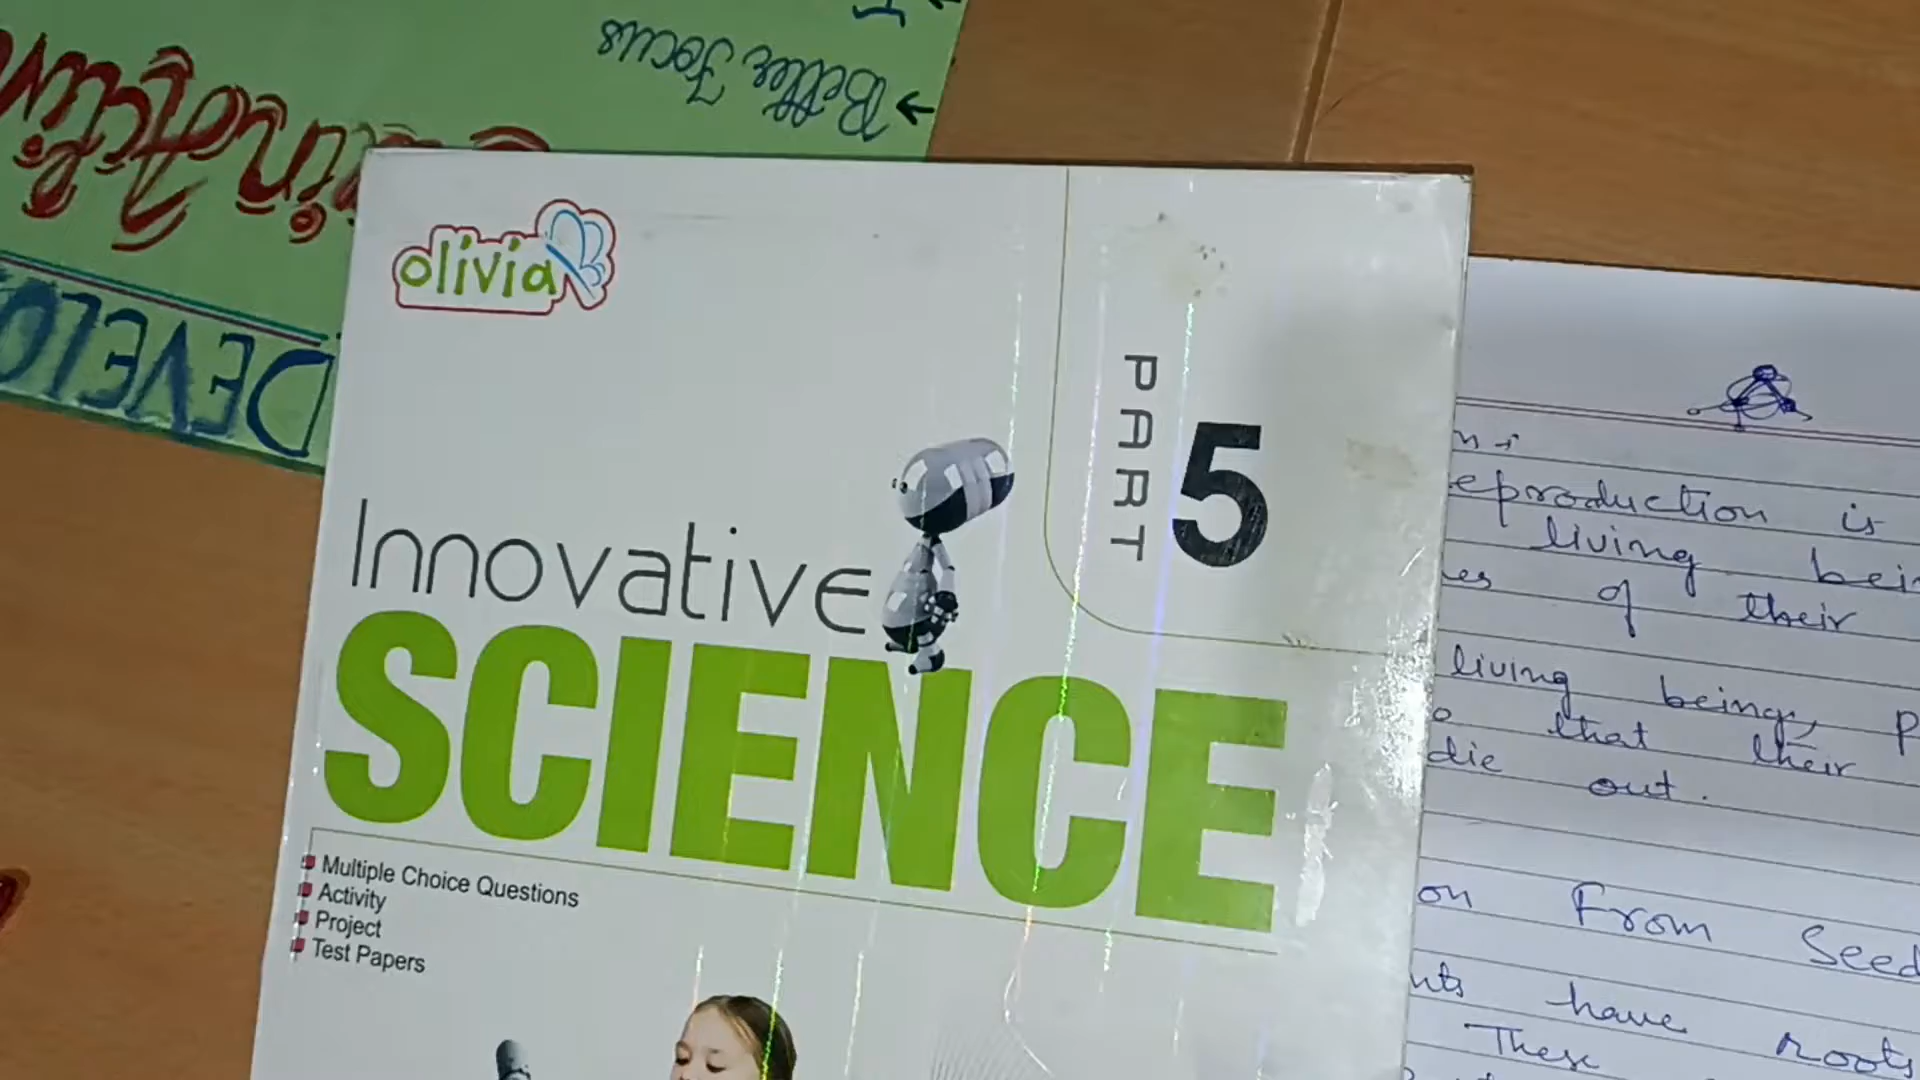 Better Focus
DEVELO
olivia
PART
5
Innovative
SCIENCE
Multiple Choice Questions
Activity
Project
Test Papers
eproduction is
living bein
of their
living beings, P
that their
die out.
on From Seed
have roots
These